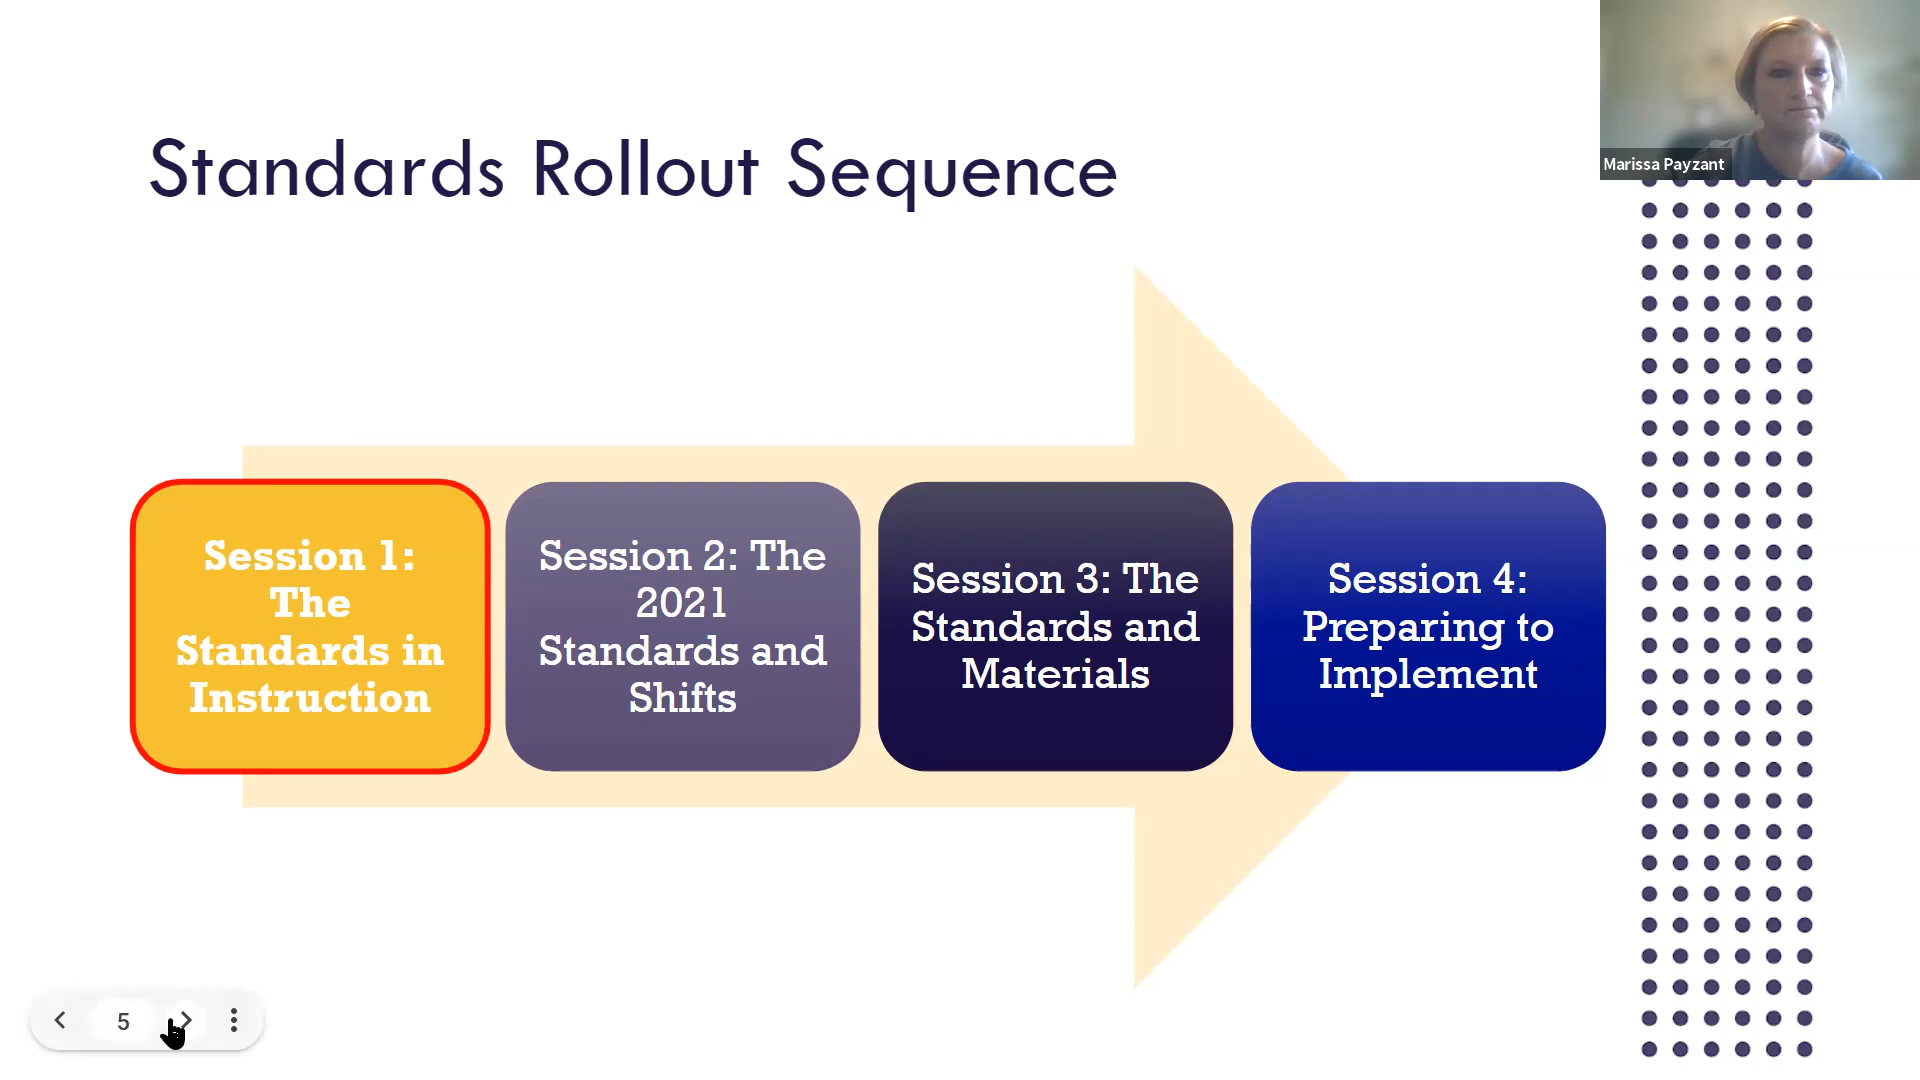 Marissa Payzant
Standards Rollout Sequence
Session 1:
The
Standards in
Instruction
Session 2: The
2021
Standards and
Shifts
Session 3: The
Standards and
Materials
Session 4:
Preparing to
Implement
5